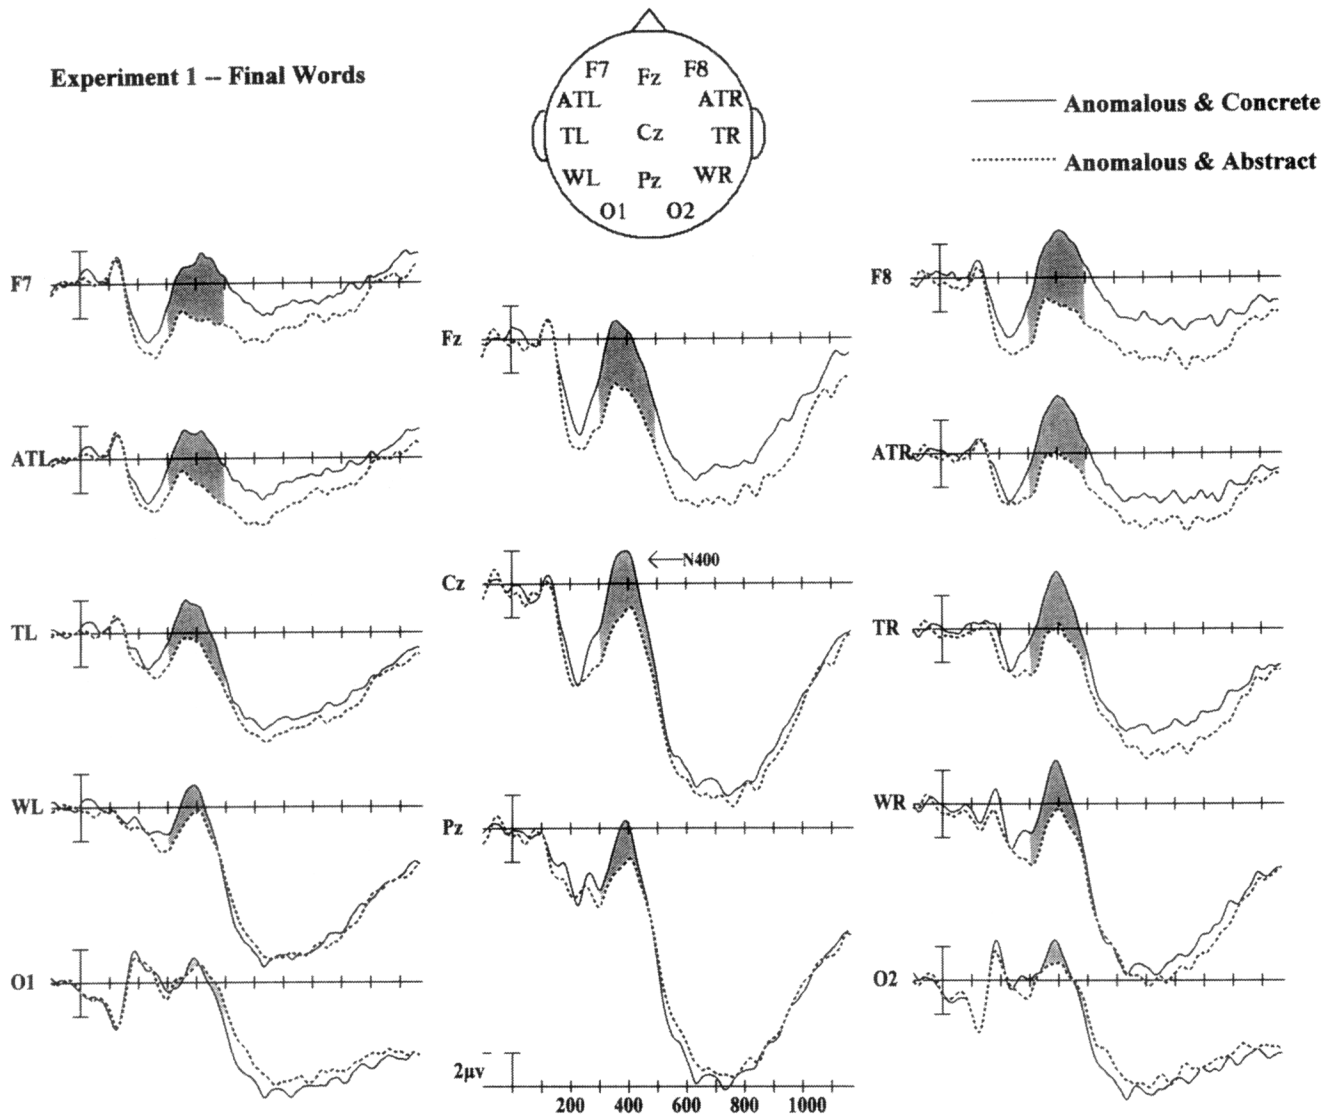 Experiment 1 -- Final Words
F7 Fz F8
ATL ATR
TL Cz TR
WL Pz WR
O1 O2
Anomalous & Concrete
Anomalous & Abstract
F7
ATL
TL
WL
O1
Fz
Cz
N400
Pz
2μv
200 400 600 800 1000
F8
ATR
TR
WR
O2